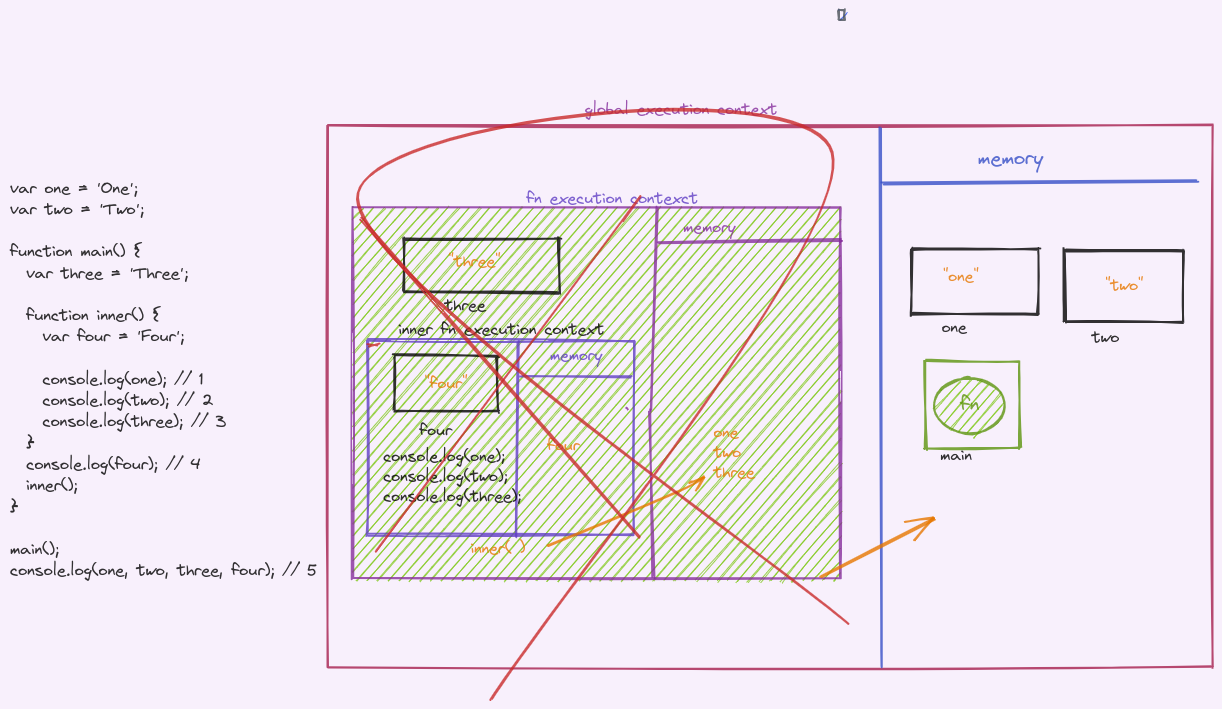 var one = 'One';
var two = 'Two';
function main() {
var three = 'Three';
function inner() {
var four = 'Four';
console.log(one); // 1
console.log(two); // 2
console.log(three); // 3
}
console.log(four); // 4
inner();
}
main();
console.log(one, two, three, four); // 5
global execution context
fn execution contexct
memory
"three"
three
inner fn execution context
memory
"four"
four
four
console.log(one);
console.log(two);
console.log(three);
inner( )
one
two
three
memory
"one"
one
"two"
two
fn
main